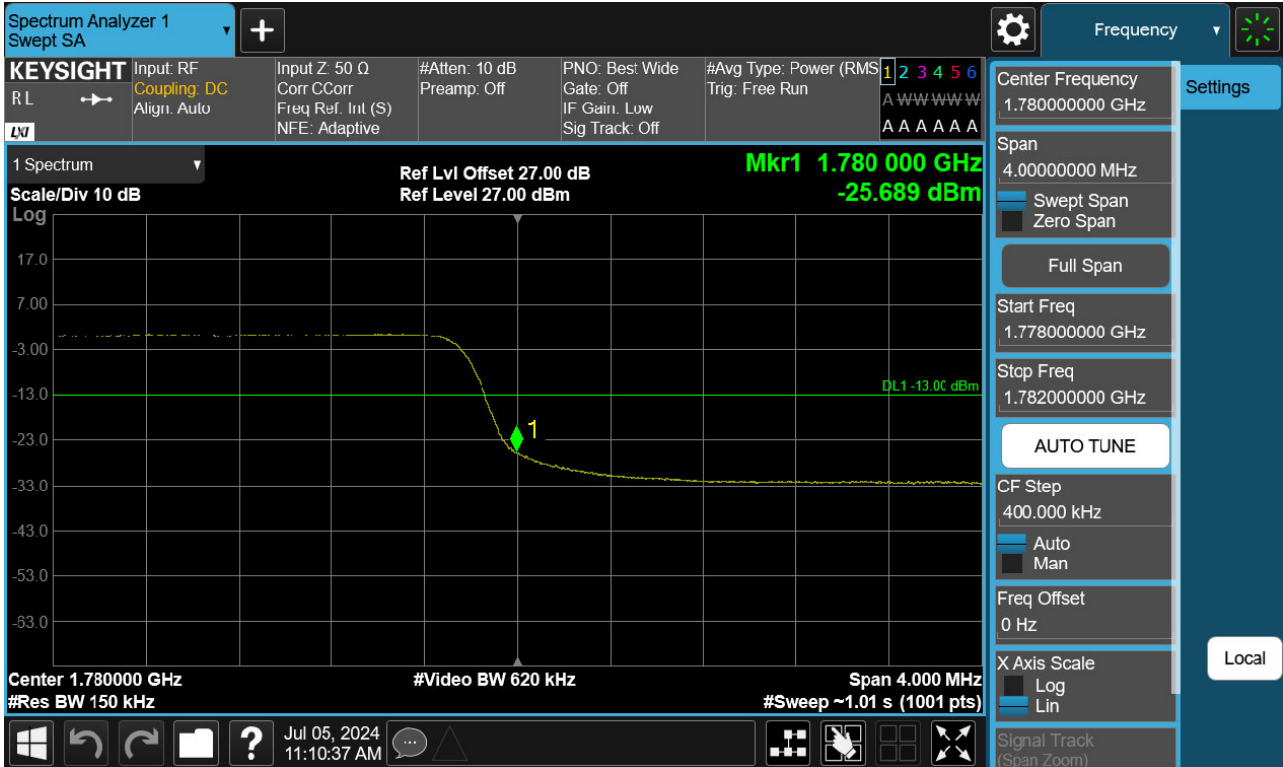 Spectrum Analyzer 1
Swept SA
Frequency
KEYSIGHT
RL
LXI
Input: RF
Coupling: DC
Align: Auto
Input Z: 50 Ω
Corr CCorr
Freq Ref: Int (S)
NFE: Adaptive
#Atten: 10 dB
Preamp: Off
PNO: Best Wide
Gate: Off
IF Gain: Low
Sig Track: Off
#Avg Type: Power (RMS
Trig: Free Run
1 2 3 4 5 6
A W W W W W
A A A A A A
1 Spectrum
Scale/Div 10 dB
Ref Lvl Offset 27.00 dB
Ref Level 27.00 dBm
Mkr1 1.780 000 GHz
-25.689 dBm
Log
17.0
7.00
-3.00
-13.0
-23.0
-33.0
-43.0
-53.0
-63.0
DL1 -13.00 dBm
1
Center 1.780000 GHz
#Res BW 150 kHz
#Video BW 620 kHz
Span 4.000 MHz
#Sweep ~1.01 s (1001 pts)
Center Frequency
1.780000000 GHz
Settings
Span
4.00000000 MHz
Swept Span
Zero Span
Full Span
Start Freq
1.778000000 GHz
Stop Freq
1.782000000 GHz
AUTO TUNE
CF Step
400.000 kHz
Auto
Man
Freq Offset
0 Hz
X Axis Scale
Log
Lin
Local
Signal Track
(Span Zoom)
?
Jul 05, 2024
11:10:37 AM